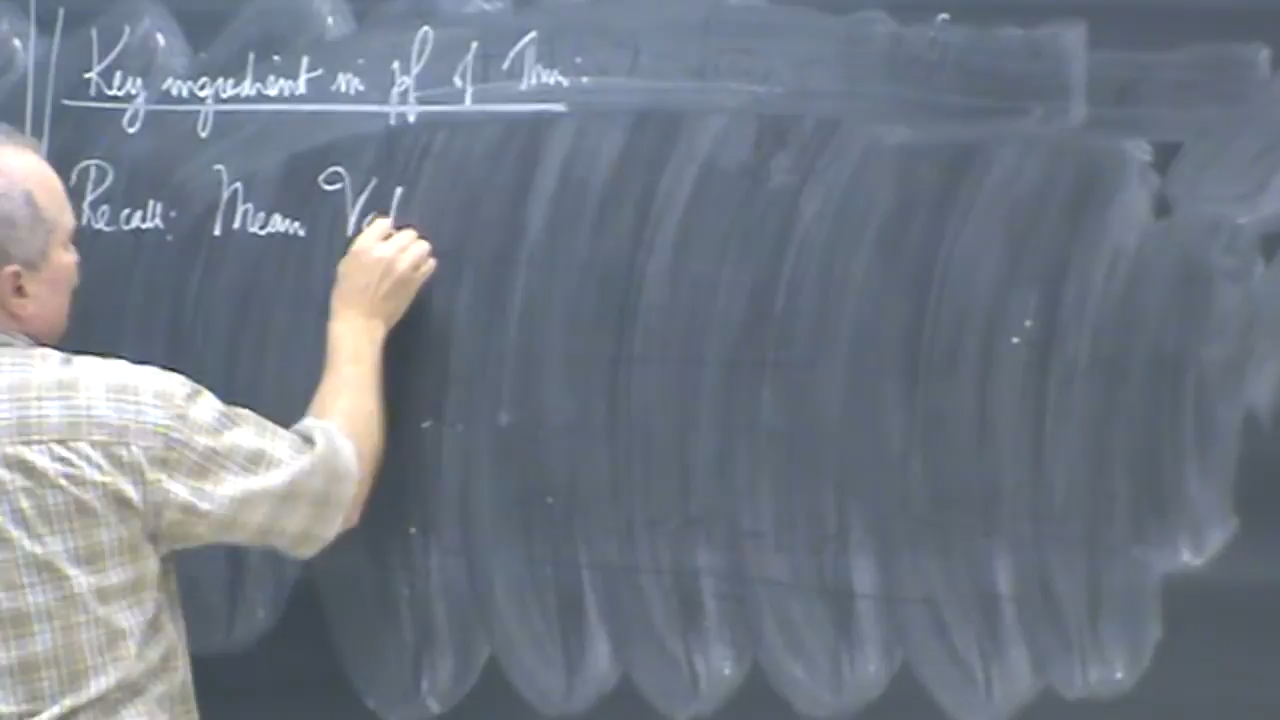 Key ingredient in pf of Thm:
Recall: Mean Val